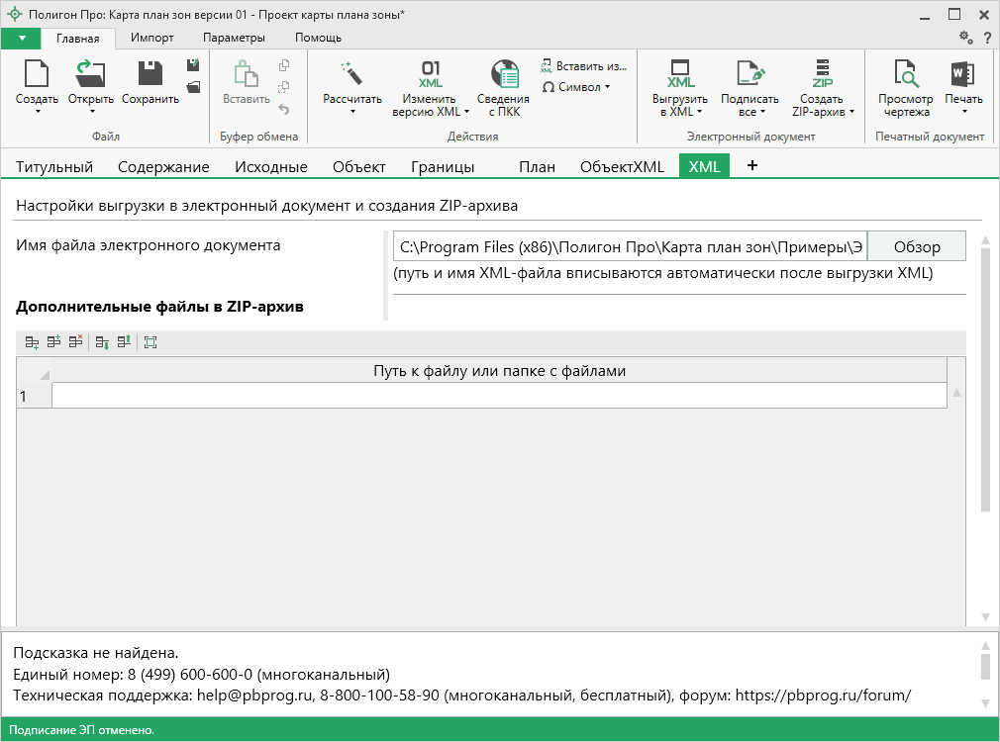 Полигон Про: Карта план зон версии 01 - Проект карты плана зоны*
Главная Импорт Параметры Помощь
?
Создать Открыть Сохранить
Файл
Вставить
Буфер обмена
Рассчитать
01
XML
Изменить
версию XML
Сведения
с ПКК
XML Вставить из...
Ω Символ
Действия
XML
Выгрузить
в XML
Подписать
все
ZIP
Создать
ZIP-архив
Электронный документ
Просмотр
чертежа
W
Печать
Печатный документ
Титульный Содержание Исходные Объект Границы План ОбъектXML XML +
Настройки выгрузки в электронный документ и создания ZIP-архива
Имя файла электронного документа
C:\Program Files (x86)\Полигон Про\Карта план зон\Примеры\Э Обзор
(путь и имя XML-файла вписываются автоматически после выгрузки XML)
Дополнительные файлы в ZIP-архив
Путь к файлу или папке с файлами
1
Подсказка не найдена.
Единый номер: 8 (499) 600-600-0 (многоканальный)
Техническая поддержка: help@pbprog.ru, 8-800-100-58-90 (многоканальный, бесплатный), форум: https://pbprog.ru/forum/
Подписание ЭП отменено.